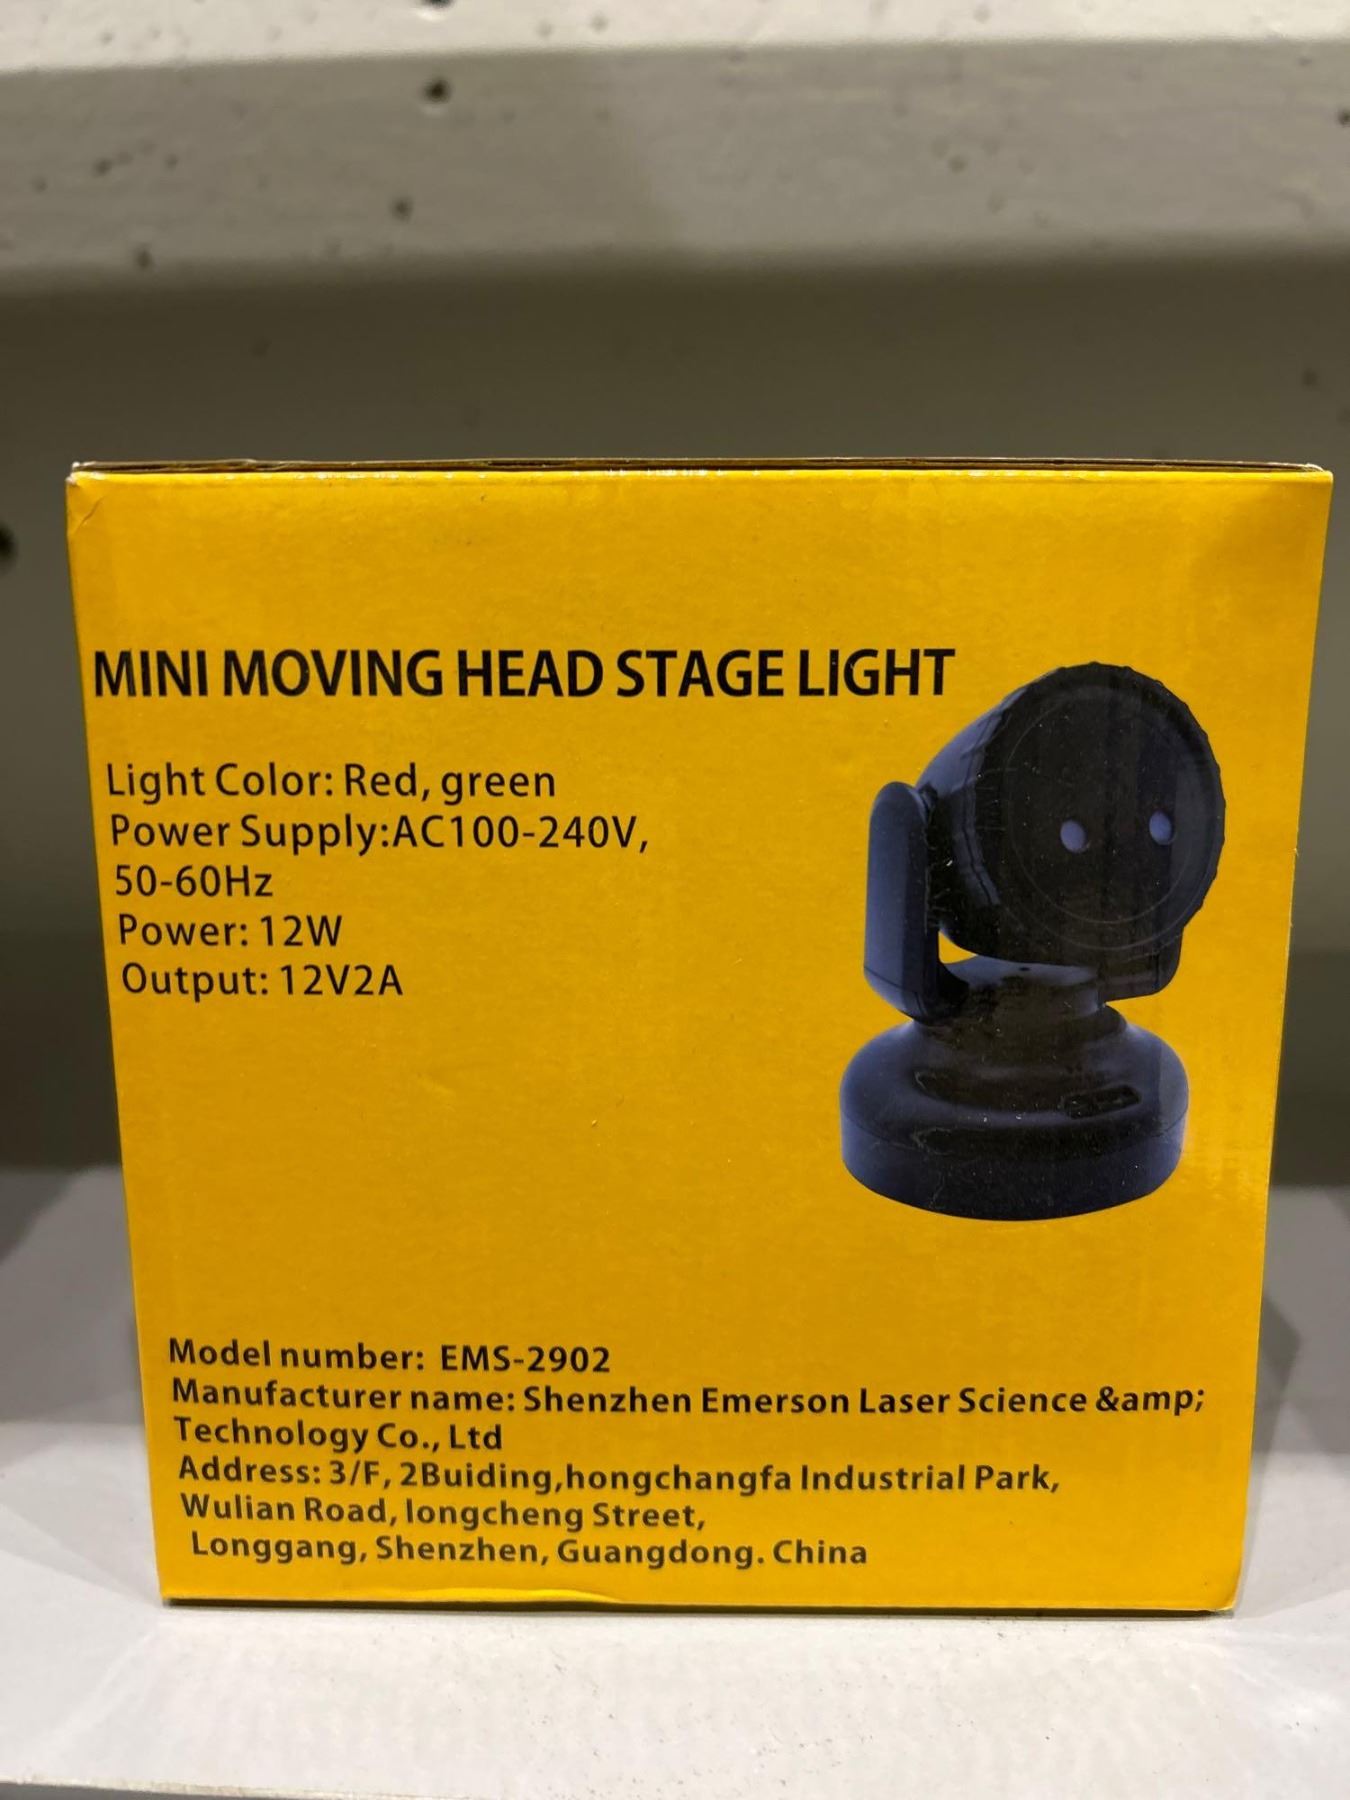 MINI MOVING HEAD STAGE LIGHT
Light Color: Red, green
Power Supply:AC100-240V,
50-60Hz
Power: 12W
Output: 12V2A
Model number: EMS-2902
Manufacturer name: Shenzhen Emerson Laser Science &amp;
Technology Co., Ltd
Address: 3/F, 2Buiding,hongchangfa Industrial Park,
Wulian Road, longcheng Street,
Longgang, Shenzhen, Guangdong. China